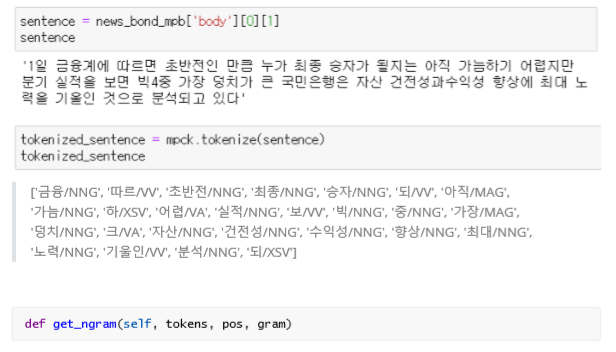 sentence = news_bond_mpb['body'][0][1]
sentence
'1일 금융계에 따르면 초반전인 만큼 누가 최종 승자가 될지는 아직 가늠하기 어렵지만
분기 실적을 보면 빅4중 가장 덩치가 큰 국민은행은 자산 건전성과수익성 향상에 최대 노
력을 기울인 것으로 분석되고 있다'
tokenized_sentence = mpck.tokenize(sentence)
tokenized_sentence
['금융/NNG', '따르/VV', '초반전/NNG', '최종/NNG', '승자/NNG', '되/VV', '아직/MAG',
'가늠/NNG', '하/XSV', '어렵/VA', '실적/NNG', '보/VV', '빅/NNG', '중/NNG', '가장/MAG',
'덩치/NNG', '크/VA', '자산/NNG', '건전성/NNG', '수익성/NNG', '향상/NNG', '최대/NNG',
'노력/NNG', '기울인/VV', '분석/NNG', '되/XSV']
def get_ngram(self, tokens, pos, gram)